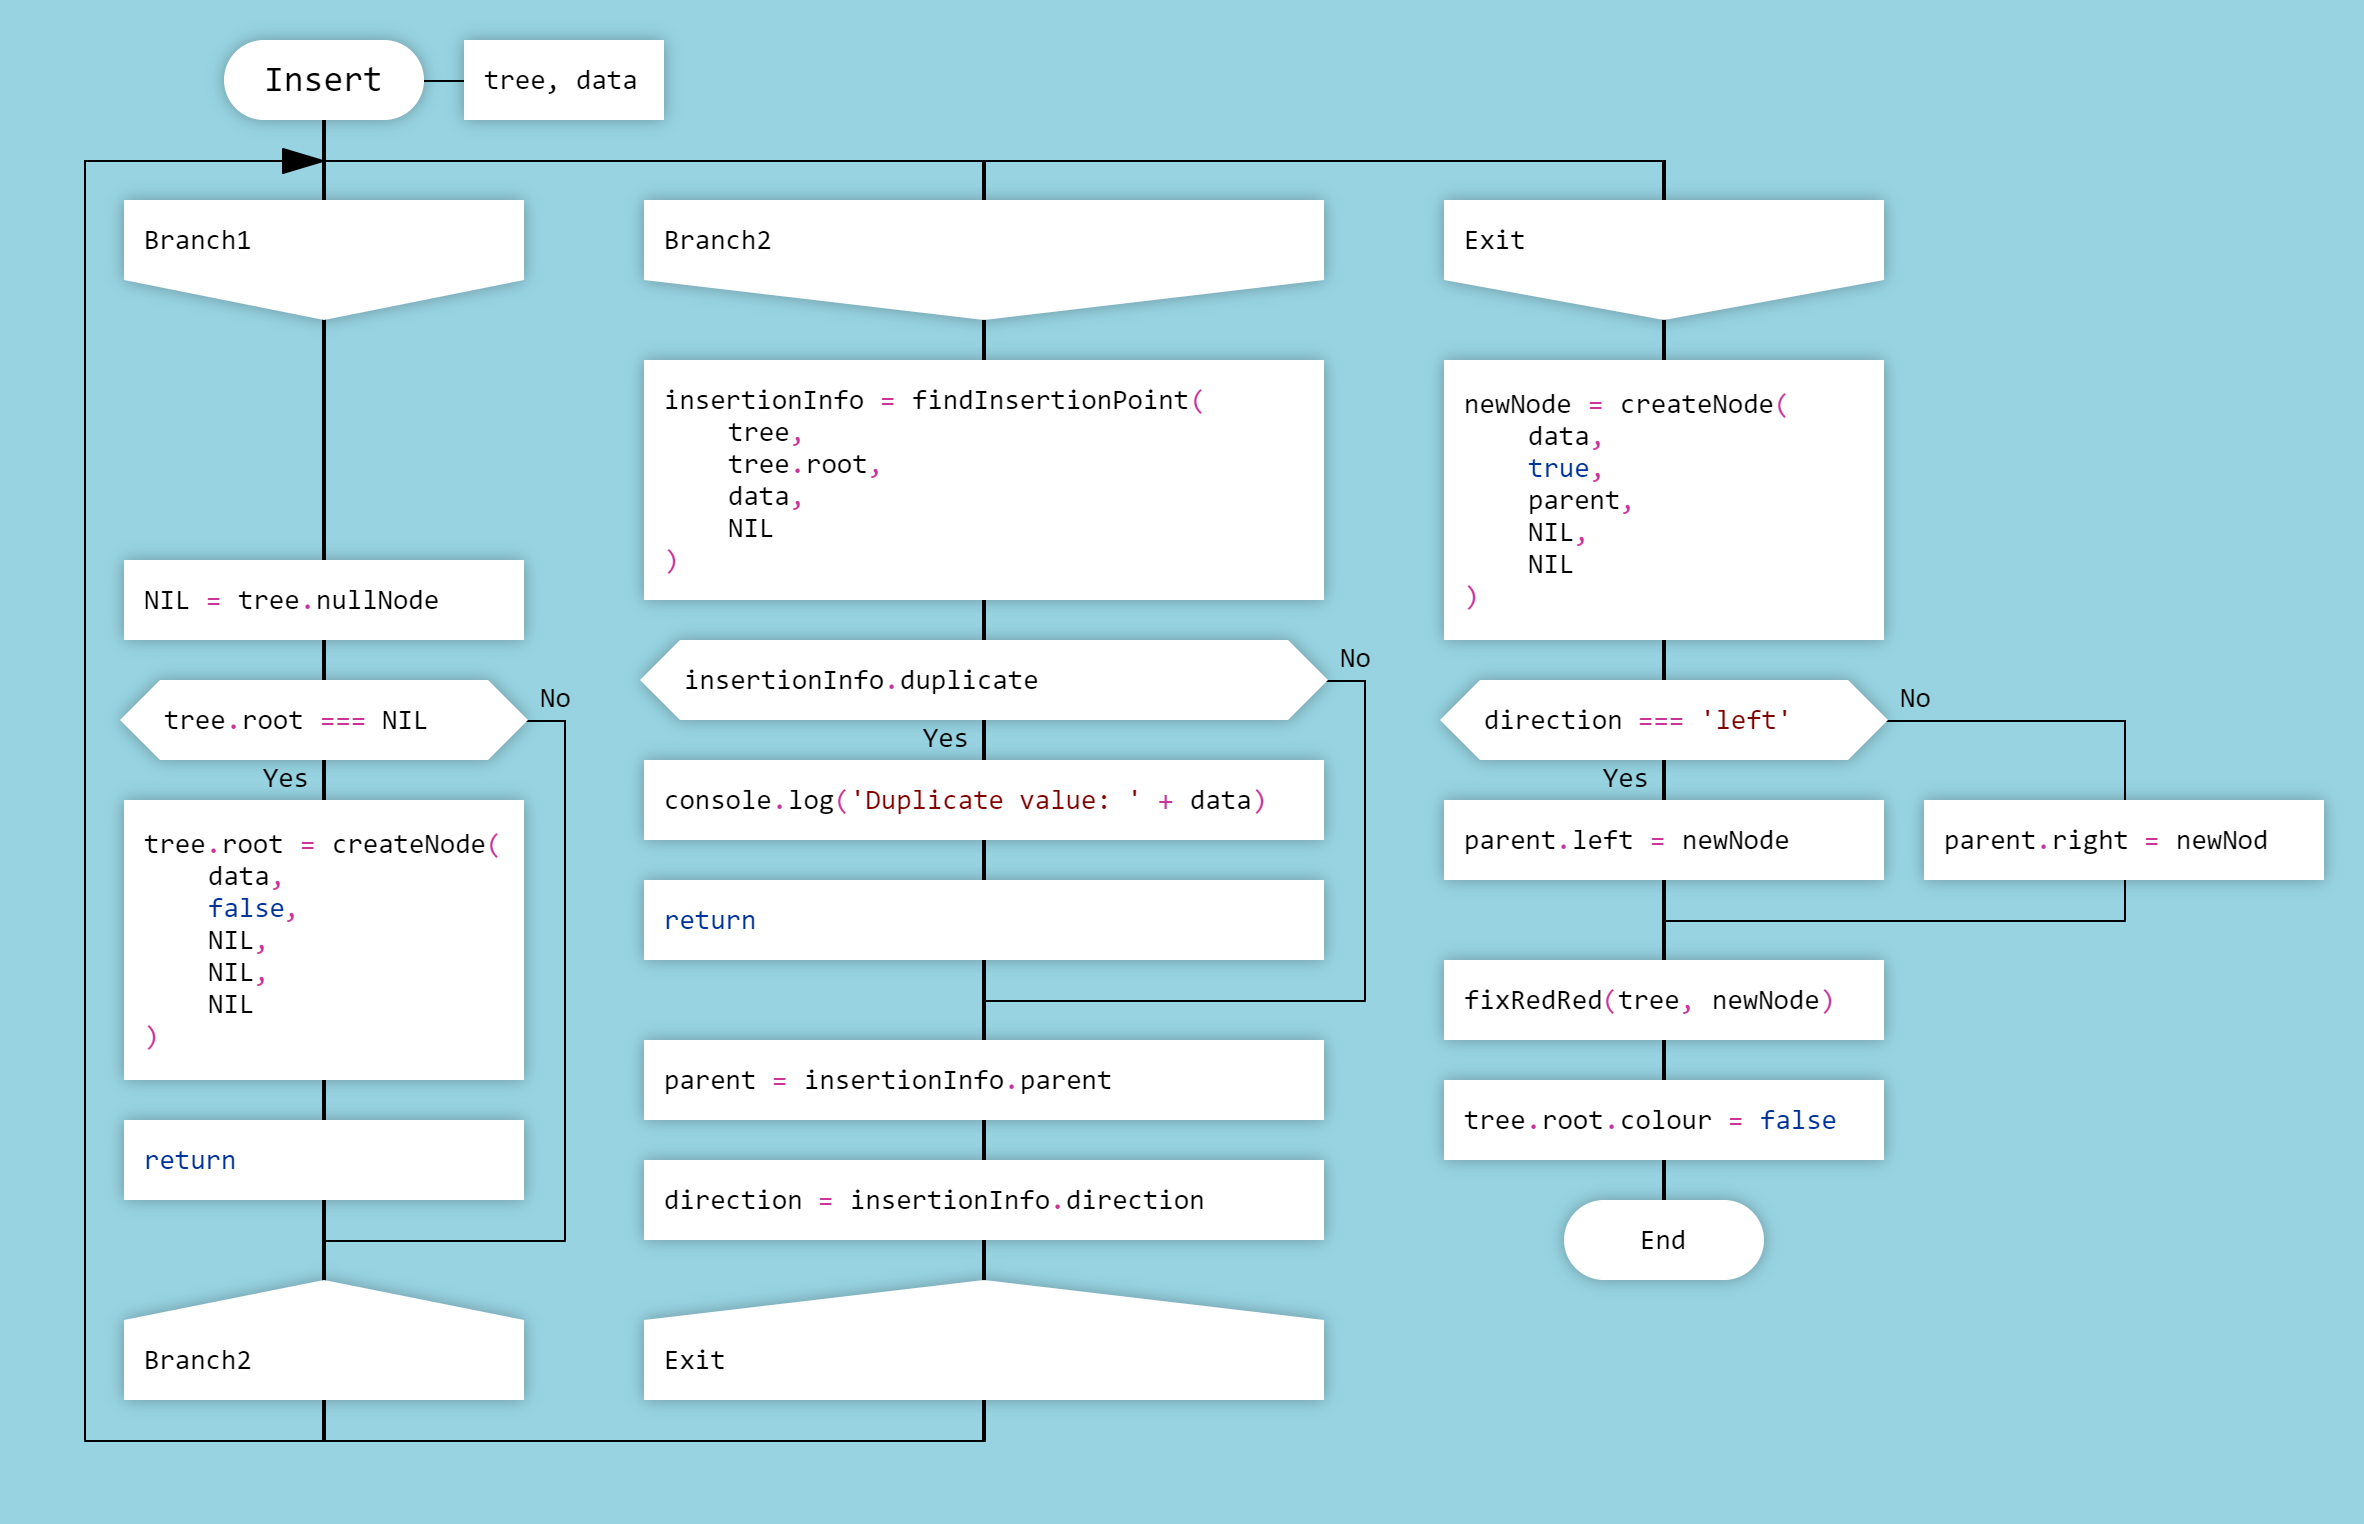 Insert
tree, data
Branch1
NIL = tree.nullNode
tree.root === NIL
No
Yes
tree.root = createNode(
data,
false,
NIL,
NIL,
NIL
)
return
Branch2
Branch2
insertionInfo = findInsertionPoint(
tree,
tree.root,
data,
NIL
)
insertionInfo.duplicate
No
Yes
console.log('Duplicate value: ' + data)
return
parent = insertionInfo.parent
direction = insertionInfo.direction
Exit
Exit
newNode = createNode(
data,
true,
parent,
NIL,
NIL
)
direction === 'left'
No
Yes
parent.left = newNode
parent.right = newNod
fixRedRed(tree, newNode)
tree.root.colour = false
End